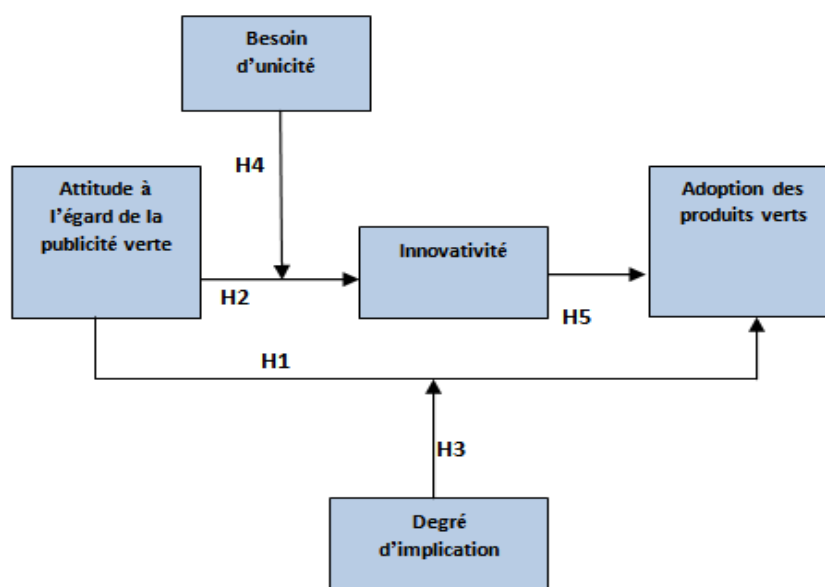 Besoin
d'unicité
H4
Attitude à
l'égard de la
publicité verte
Adoption des
produits verts
Innovativité
H2
H5
H1
H3
Degré
d'implication